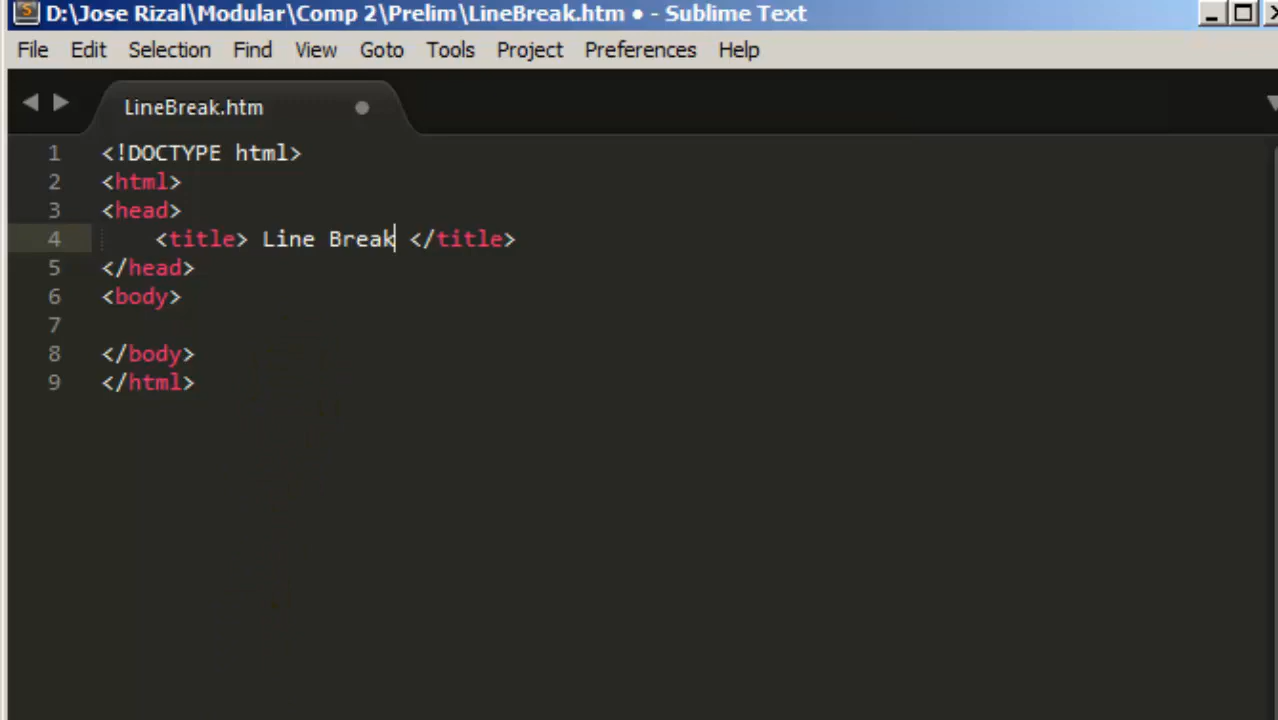 D:\Jose Rizal\Modular\Comp 2\Prelim\LineBreak.htm • - Sublime Text
File Edit Selection Find View Goto Tools Project Preferences Help
LineBreak.htm
1 <!DOCTYPE html>
2 <html>
3 <head>
4     <title> Line Break </title>
5 </head>
6 <body>
7
8 </body>
9 </html>